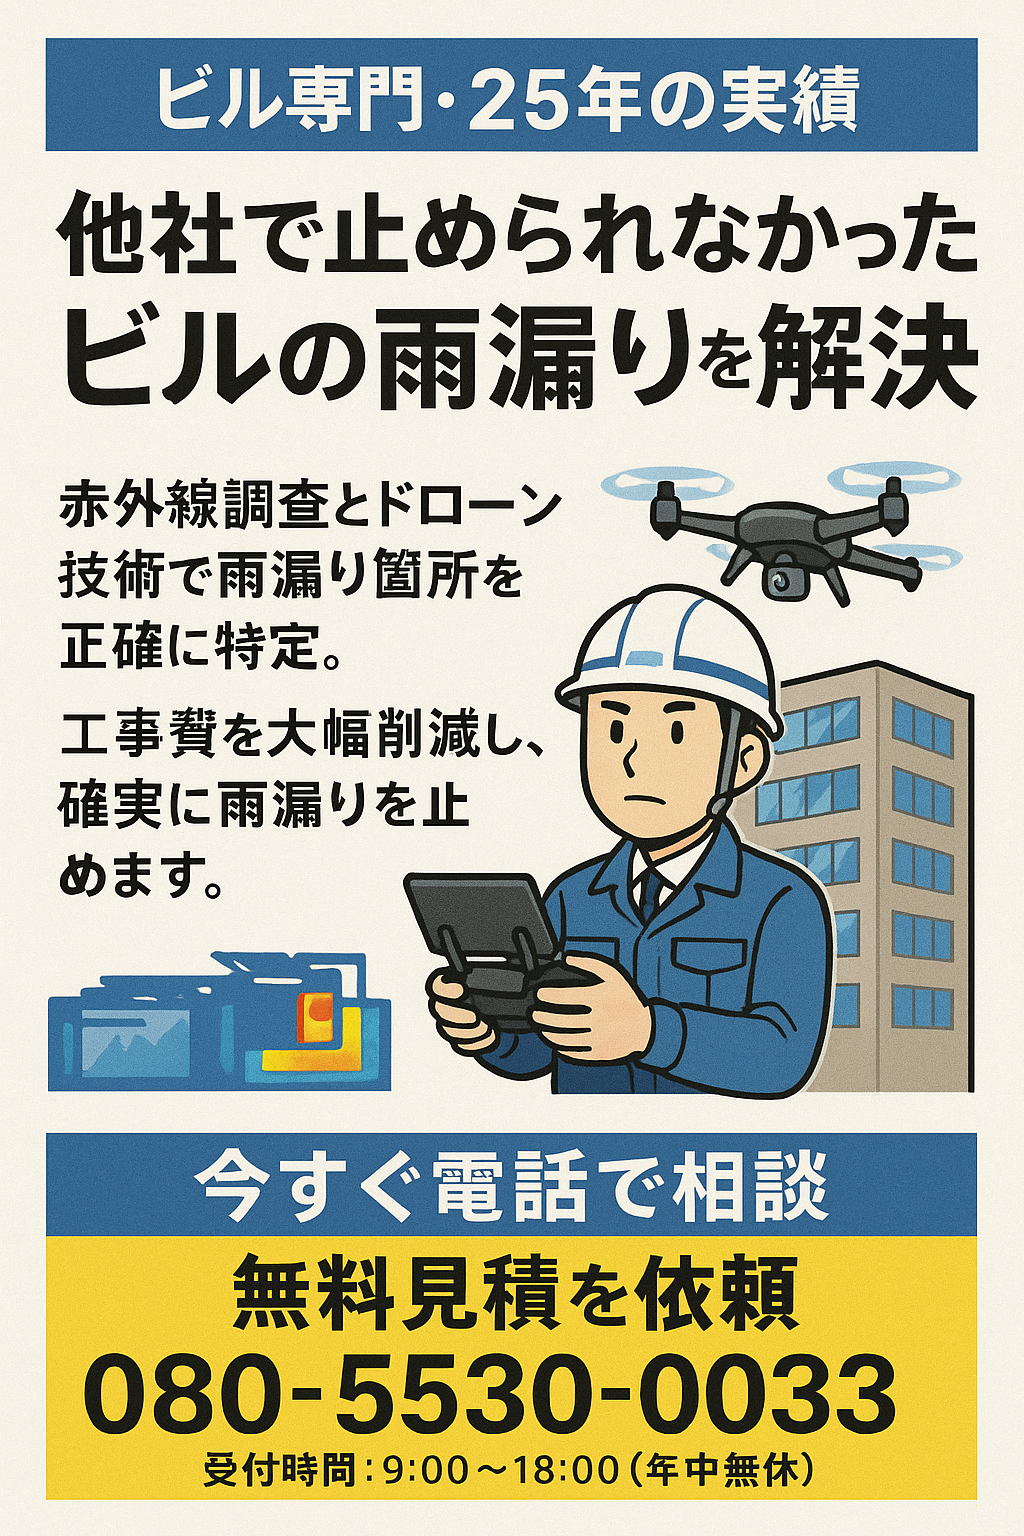 ビル専門・25年の実績
他社で止められなかった
ビルの雨漏りを解決
赤外線調査とドローン
技術で雨漏り箇所を
正確に特定。
工事費を大幅削減し、
確実に雨漏りを止
めます。
今すぐ電話で相談
無料見積を依頼
080-5530-0033
受付時間:9:00～18:00(年中無休)